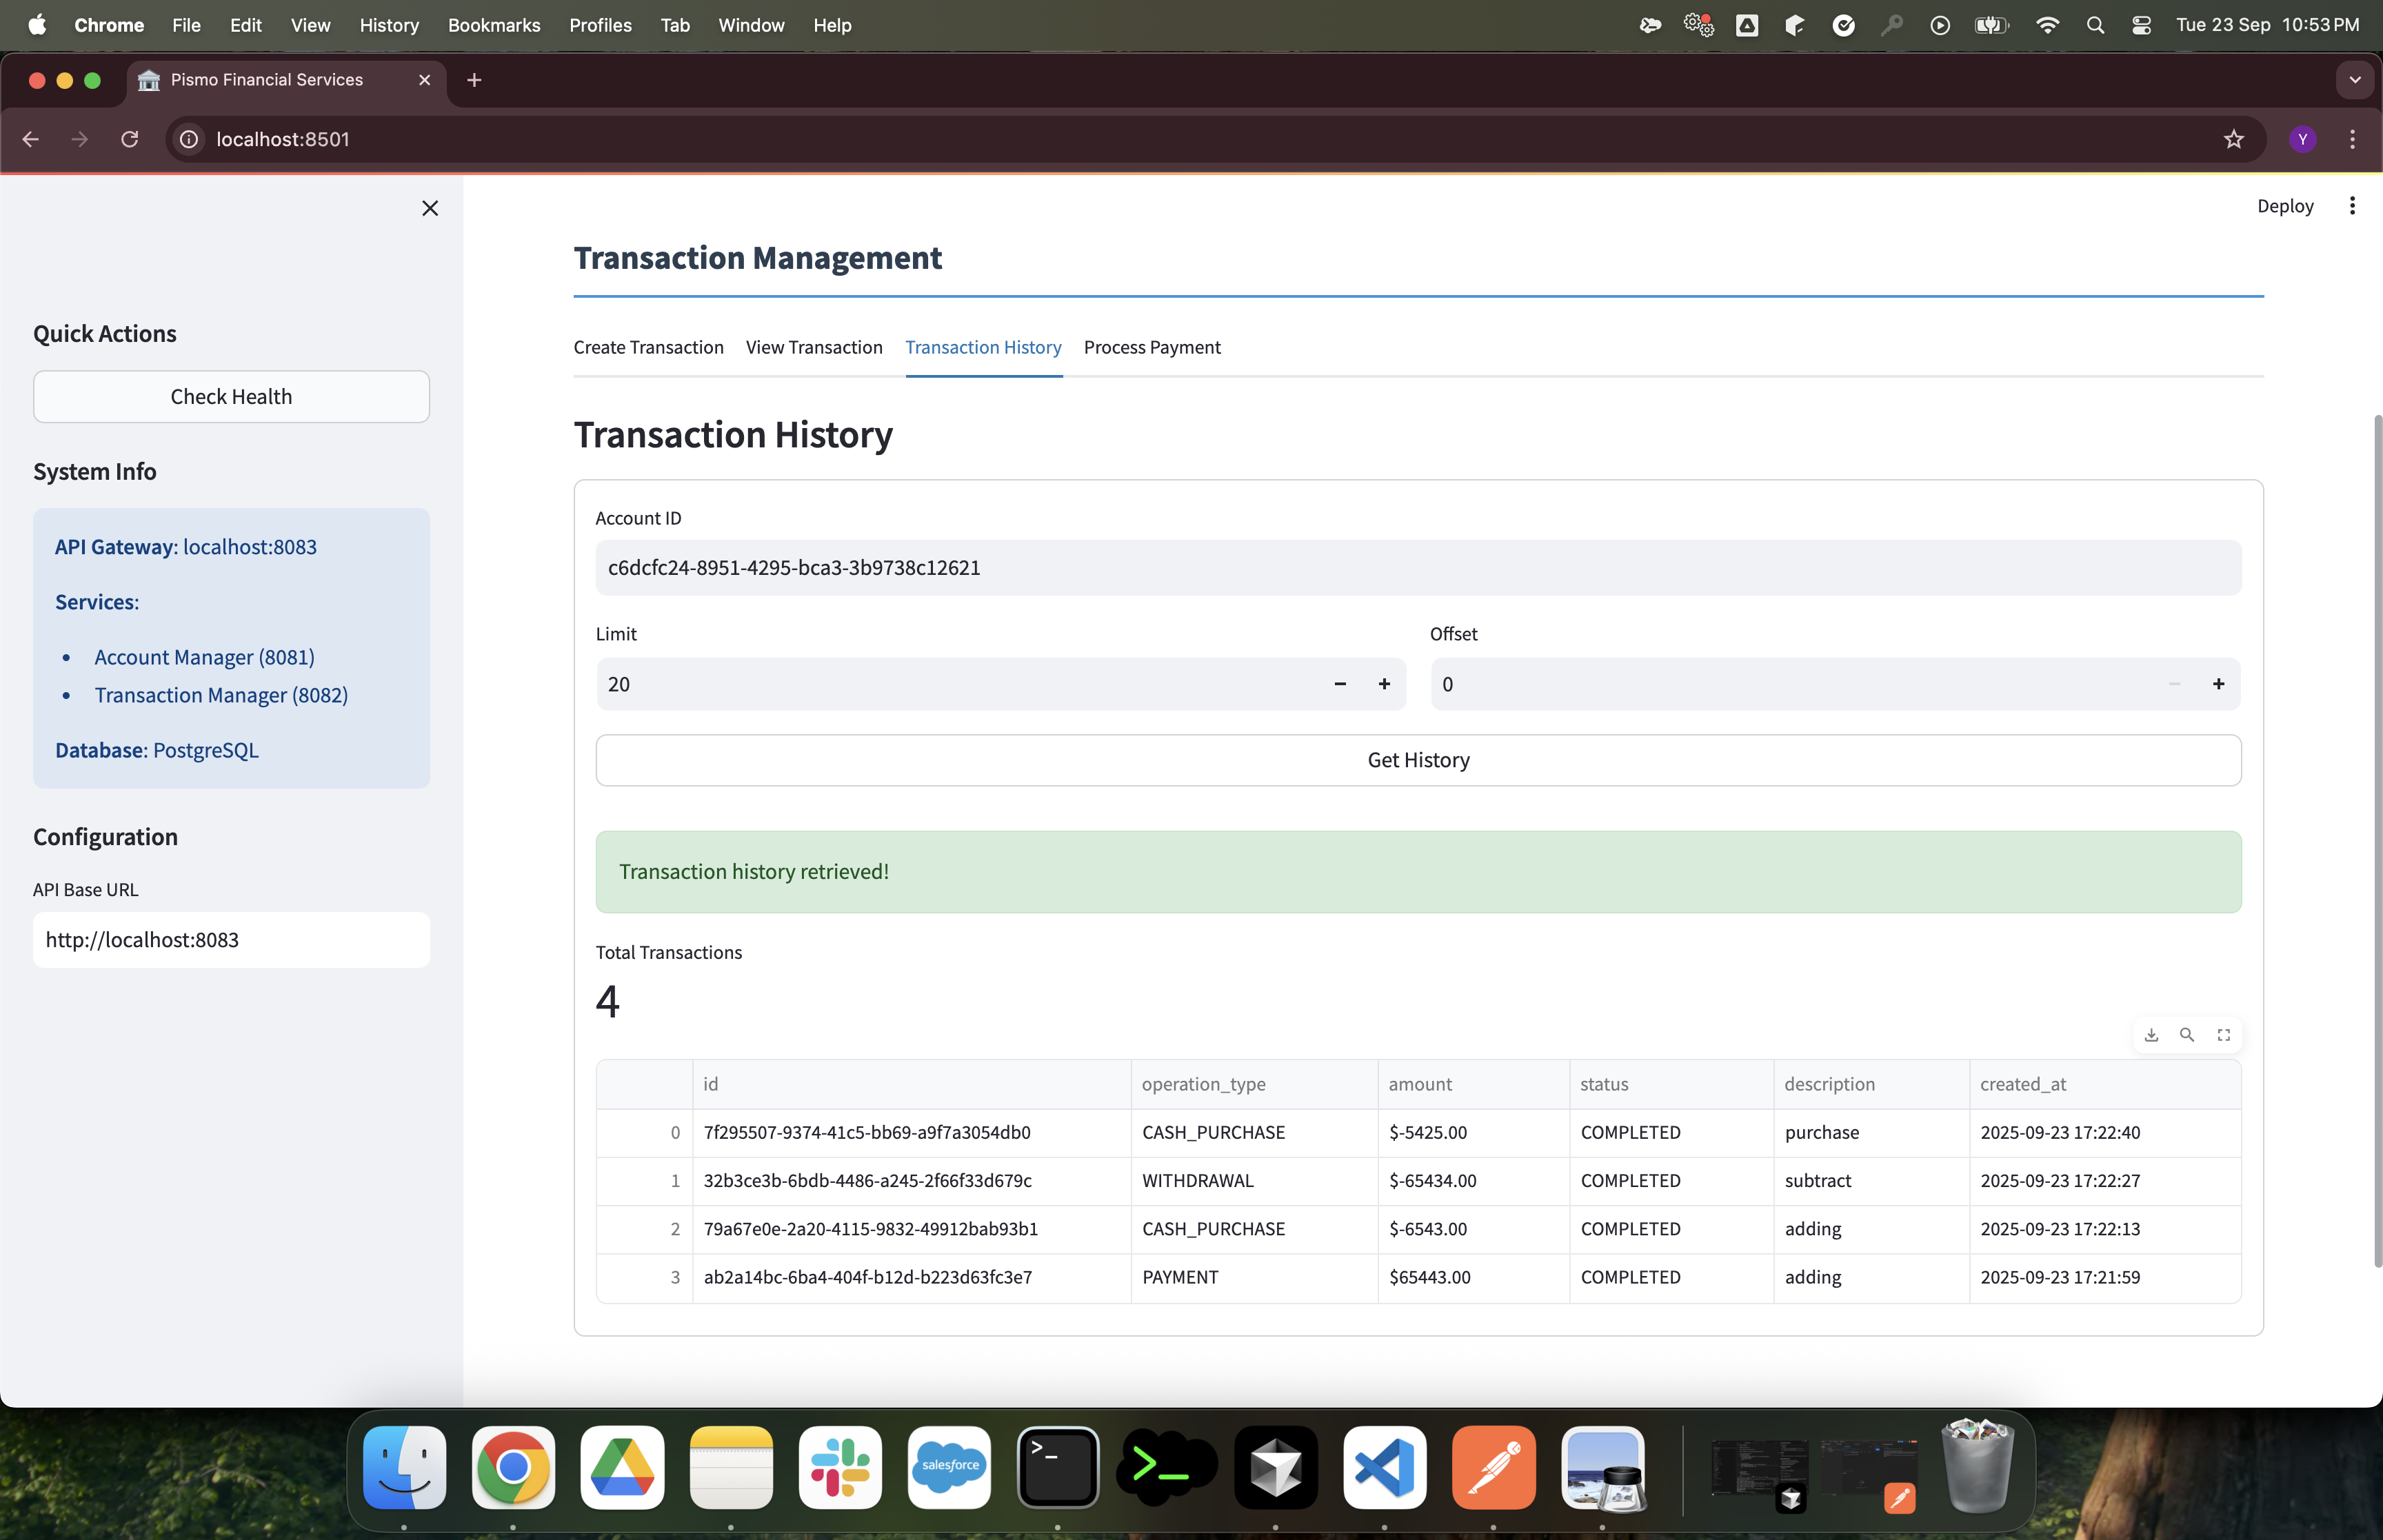 Chrome File Edit View History Bookmarks Profiles Tab Window Help Tue 23 Sep 10:53 PM
Pismo Financial Services
localhost:8501
Y
Deploy
Quick Actions
Check Health
System Info
API Gateway: localhost:8083
Services:
• Account Manager (8081)
• Transaction Manager (8082)
Database: PostgreSQL
Configuration
API Base URL
http://localhost:8083
Transaction Management
Create Transaction View Transaction Transaction History Process Payment
Transaction History
Account ID
c6dcfc24-8951-4295-bca3-3b9738c12621
Limit Offset
20 0
Get History
Transaction history retrieved!
Total Transactions
4
id operation_type amount status description created_at
0 7f295507-9374-41c5-bb69-a9f7a3054db0 CASH_PURCHASE $-5425.00 COMPLETED purchase 2025-09-23 17:22:40
1 32b3ce3b-6bdb-4486-a245-2f66f33d679c WITHDRAWAL $-65434.00 COMPLETED subtract 2025-09-23 17:22:27
2 79a67e0e-2a20-4115-9832-49912bab93b1 CASH_PURCHASE $-6543.00 COMPLETED adding 2025-09-23 17:22:13
3 ab2a14bc-6ba4-404f-b12d-b223d63fc3e7 PAYMENT $65443.00 COMPLETED adding 2025-09-23 17:21:59
salesforce